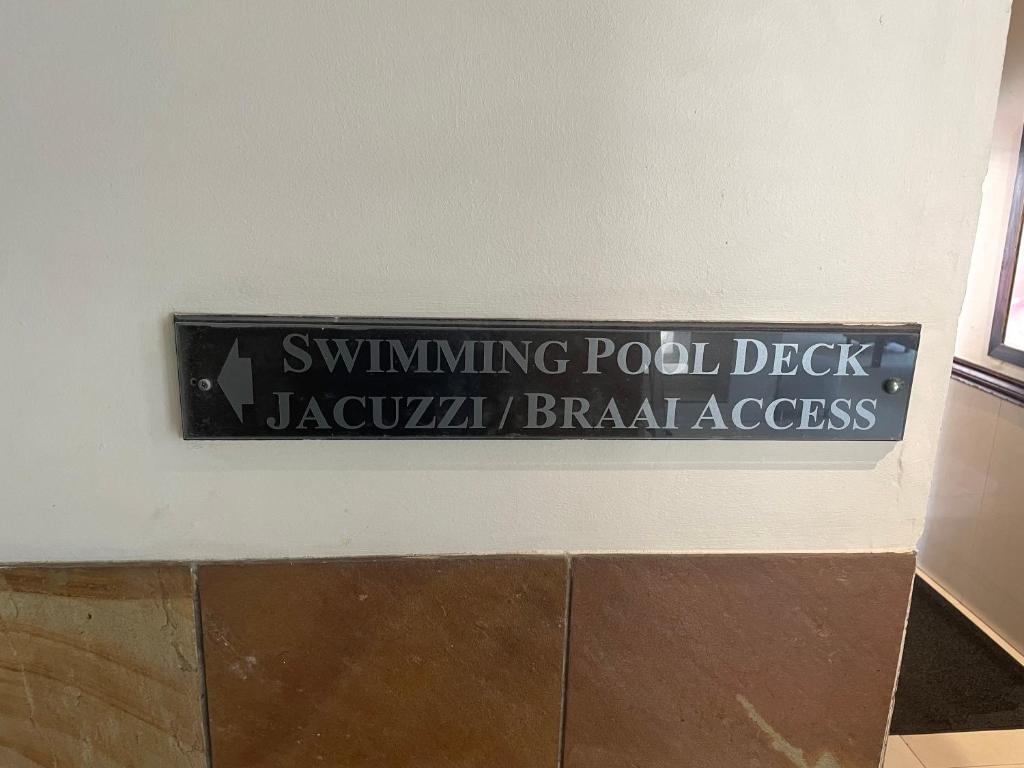 SWIMMING POOL DECK
JACUZZI / BRAAI ACCESS